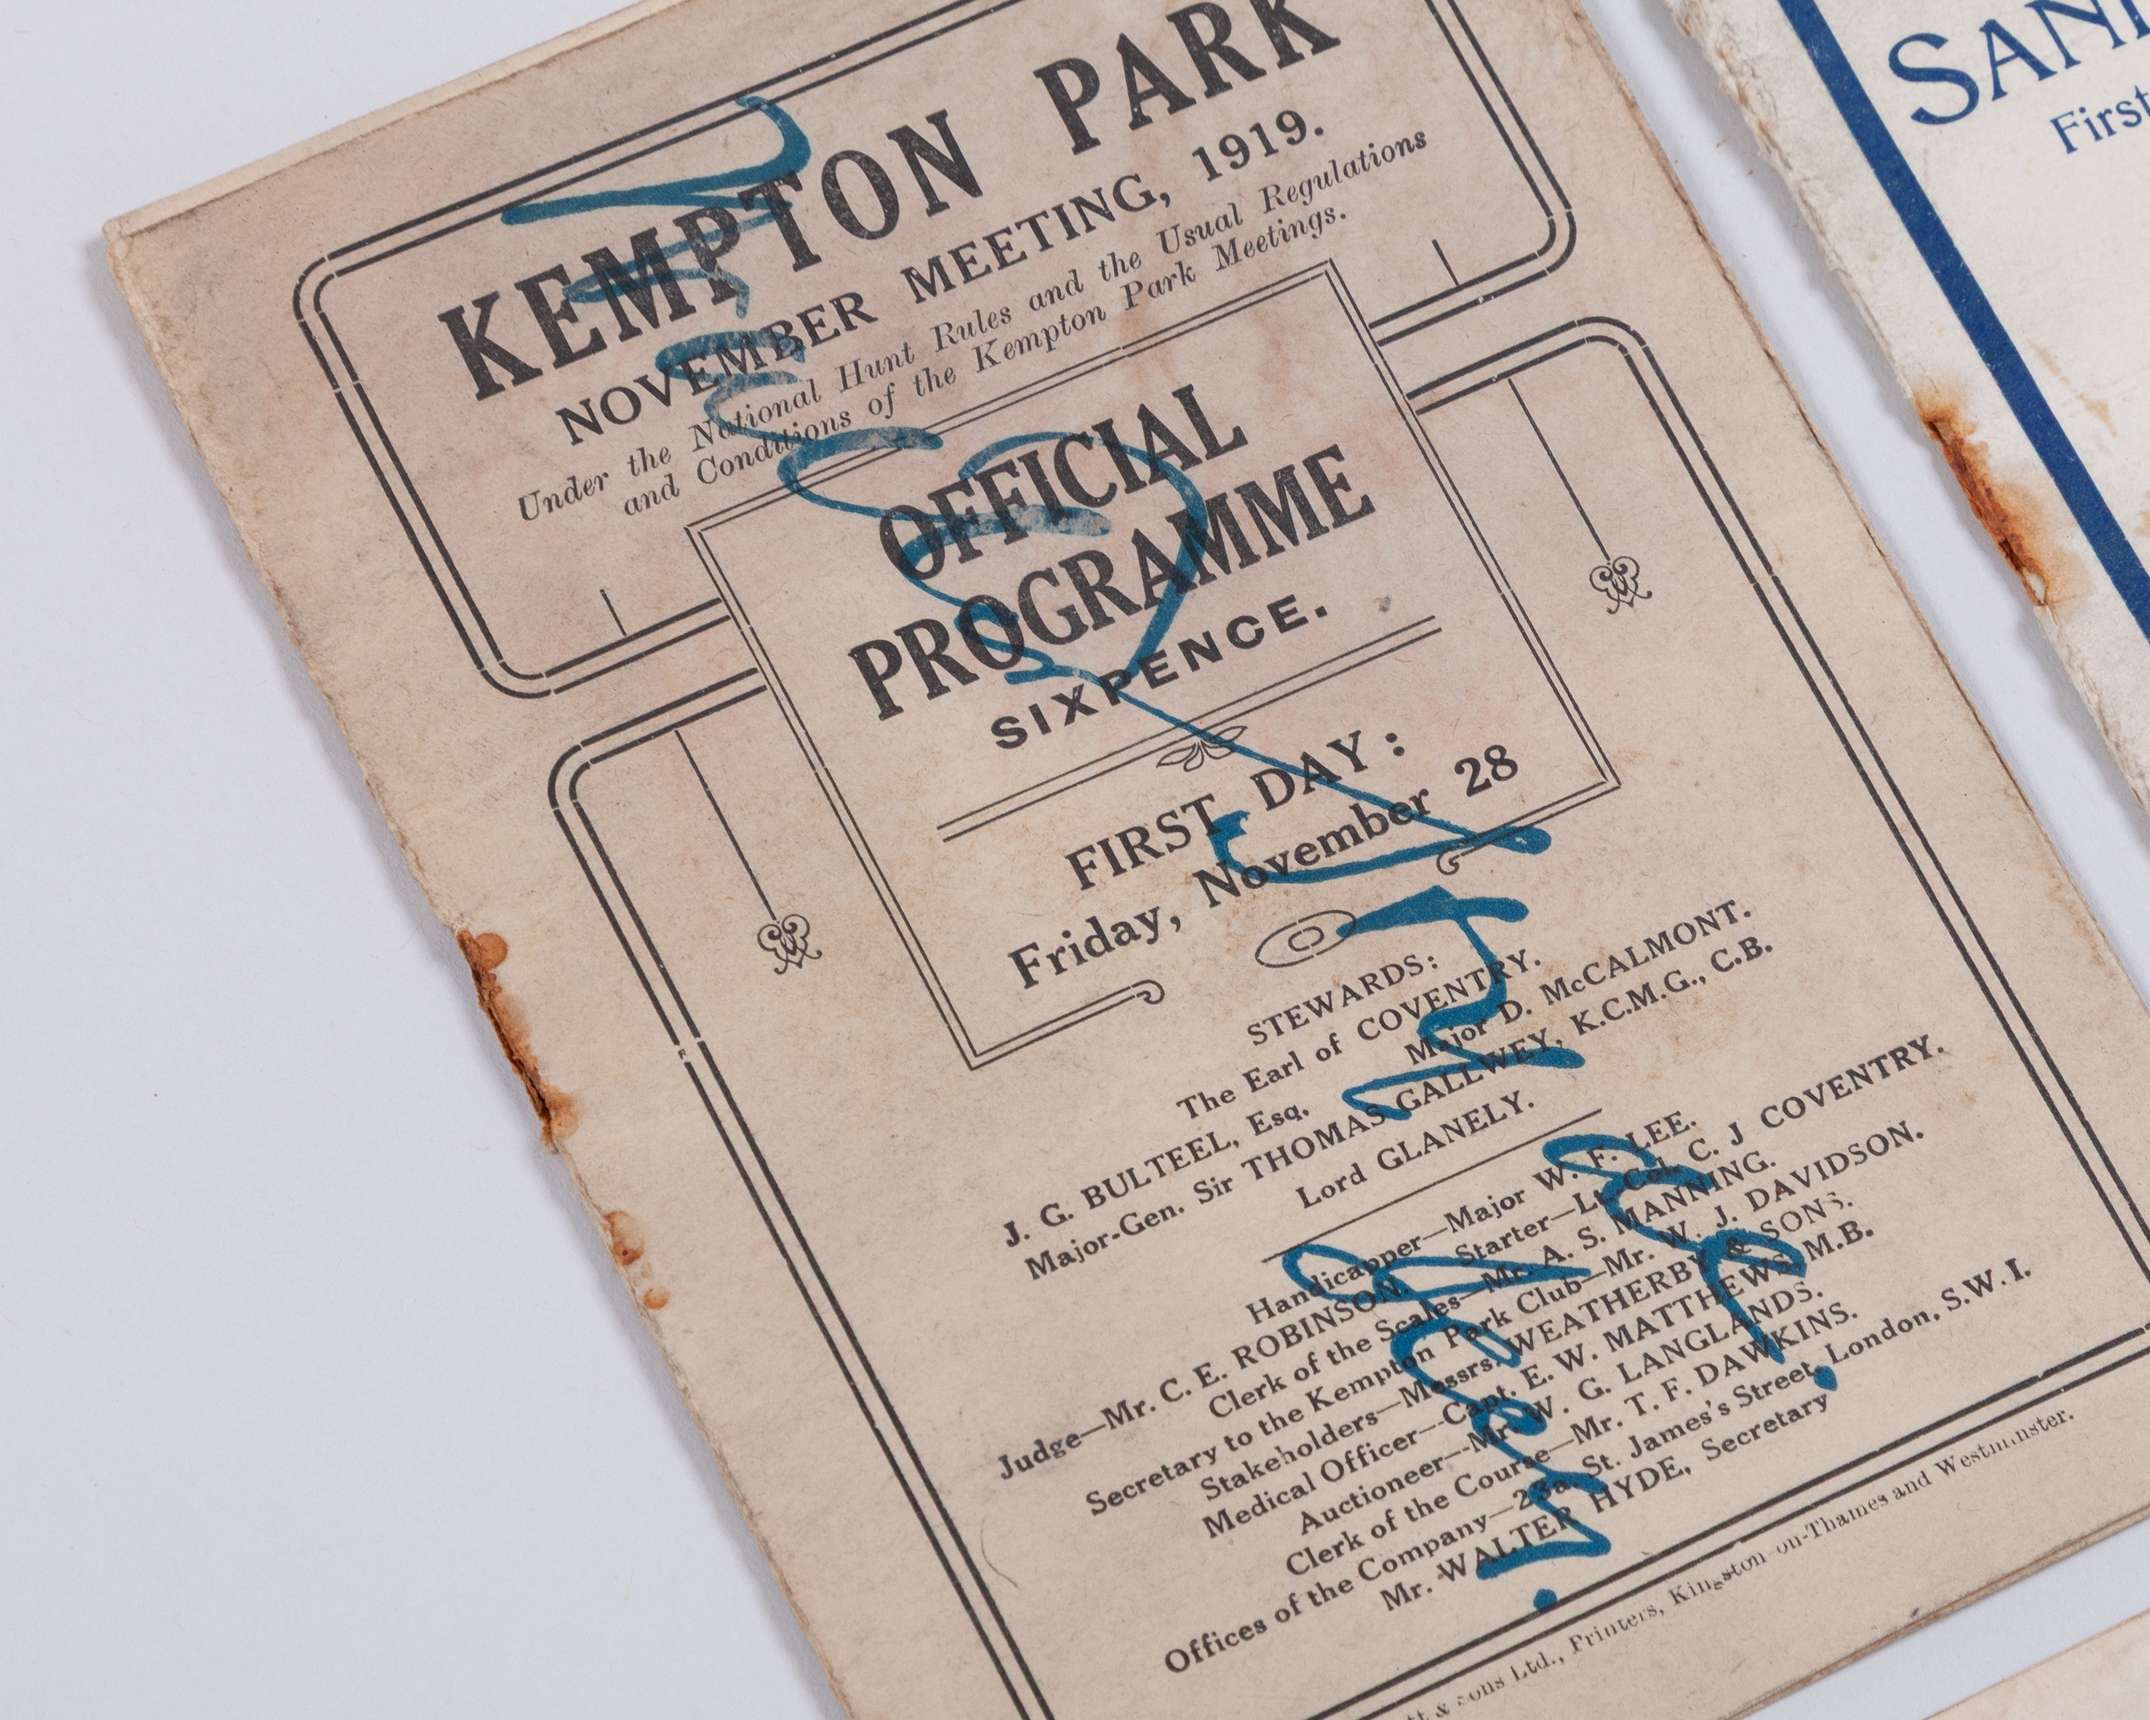 KEMPTON PARK
NOVEMBER MEETING, 1919.
Under the National Hunt Rules and the Usual Regulations
and Conditions of the Kempton Park Meetings.
OFFICIAL
PROGRAMME
SIXPENCE.
FIRST DAY:
Friday, November 28
STEWARDS:
The Earl of COVENTRY.
J. G. BULTEEL, Esq. Major D. McCALMONT.
Major-Gen. Sir THOMAS GALLWEY, K.C.M.G., C.B.
Lord GLANELY.
Handicapper—Major W. F. LEE.
Judge—Mr. C. E. ROBINSON. Starter—Lt. Col. C. J COVENTRY.
Clerk of the Scales—Mr. A. S. MANNING.
Secretary to the Kempton Park Club—Mr. W. J. DAVIDSON.
Stakeholders—Messrs. WEATHERBY & SONS.
Medical Officer—Capt. E. W. MATTHEWS, M.B.
Auctioneer—Mr. W. G. LANGLANDS.
Clerk of the Course—Mr. T. F. DAWKINS.
Offices of the Company—23a, St. James's Street, London, S.W.1.
Mr. WALTER HYDE, Secretary
& Sons Ltd., Printers, Kingston-on-Thames and Westminster.
First